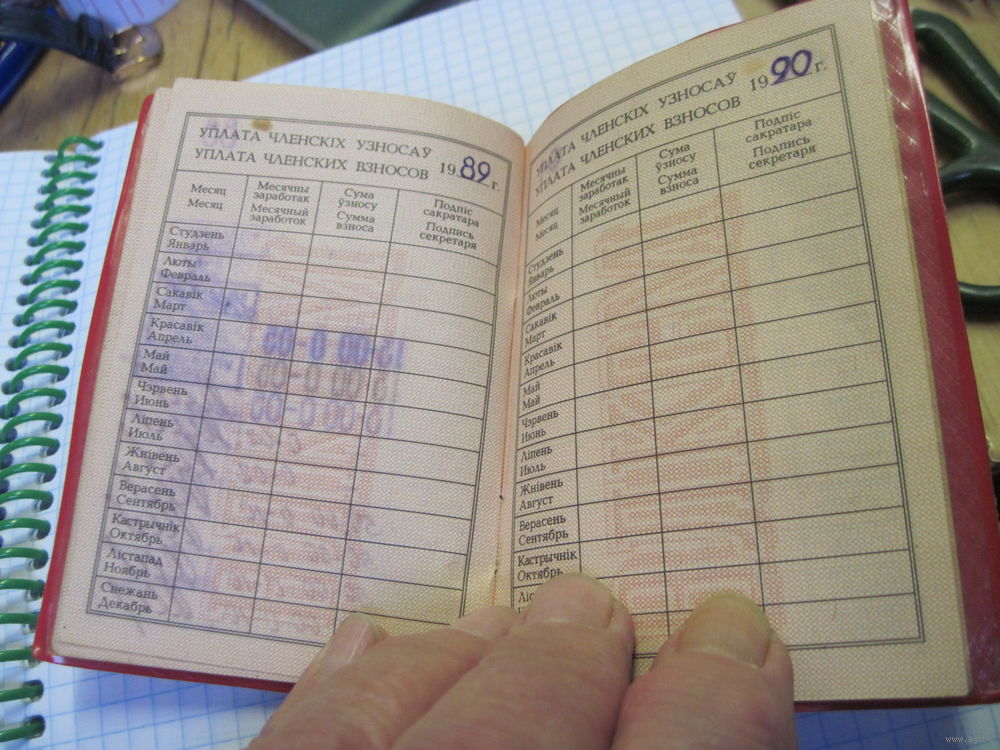 УПЛАТА ЧЛЕНСКІХ УЗНОСАЎ
УПЛАТА ЧЛЕНСКИХ ВЗНОСОВ 1989 г.
Месяц
Месяц
Месячны
заработак
Месячный
заработок
Сума
ўзносу
Сумма
взноса
Подпіс
сакратара
Подпись
секретаря
Студзень
Январь
Люты
Февраль
Сакавік
Март
Красавік
Апрель
Май
Май
Чэрвень
Июнь
Ліпень
Июль
Жнівень
Август
Верасень
Сентябрь
Кастрычнік
Октябрь
Лістапад
Ноябрь
Снежань
Декабрь
УПЛАТА ЧЛЕНСКІХ УЗНОСАЎ
УПЛАТА ЧЛЕНСКИХ ВЗНОСОВ 1990 г.
Месяц
Месяц
Месячны
заработак
Месячный
заработок
Сума
ўзносу
Сумма
взноса
Подпіс
сакратара
Подпись
секретаря
Студзень
Январь
Люты
Февраль
Сакавік
Март
Красавік
Апрель
Май
Май
Чэрвень
Июнь
Ліпень
Июль
Жнівень
Август
Верасень
Сентябрь
Кастрычнік
Октябрь